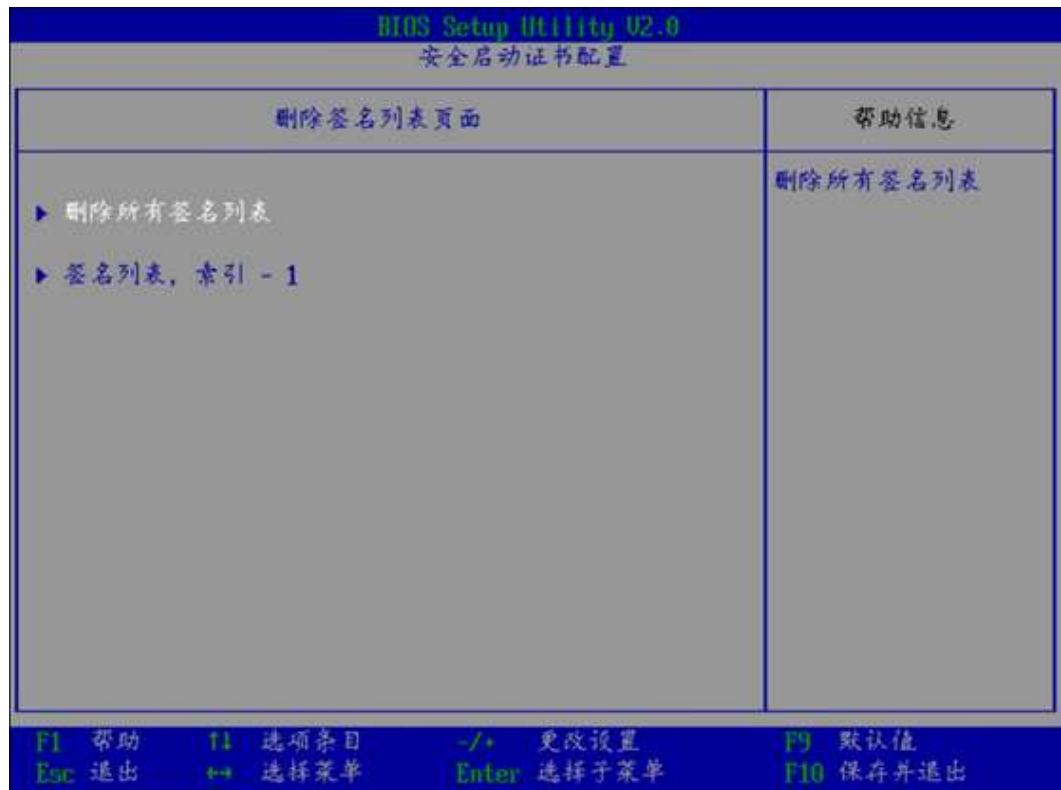 BIOS Setup Utility V2.0
安全启动证书配置
删除签名列表页面
帮助信息
删除所有签名列表
▶ 删除所有签名列表
▶ 签名列表, 索引 - 1
F1 帮助 ↑↓ 选项条目 -/+ 更改设置 F9 默认值
Esc 退出 ↔ 选择菜单 Enter 选择子菜单 F10 保存并退出